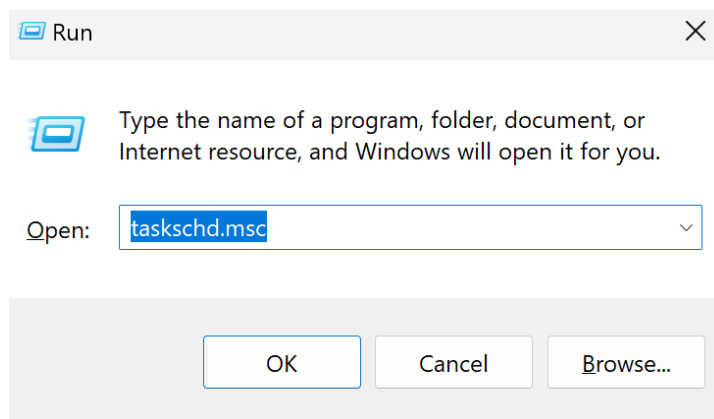 Run
Type the name of a program, folder, document, or
Internet resource, and Windows will open it for you.
Open: taskschd.msc
OK Cancel Browse...